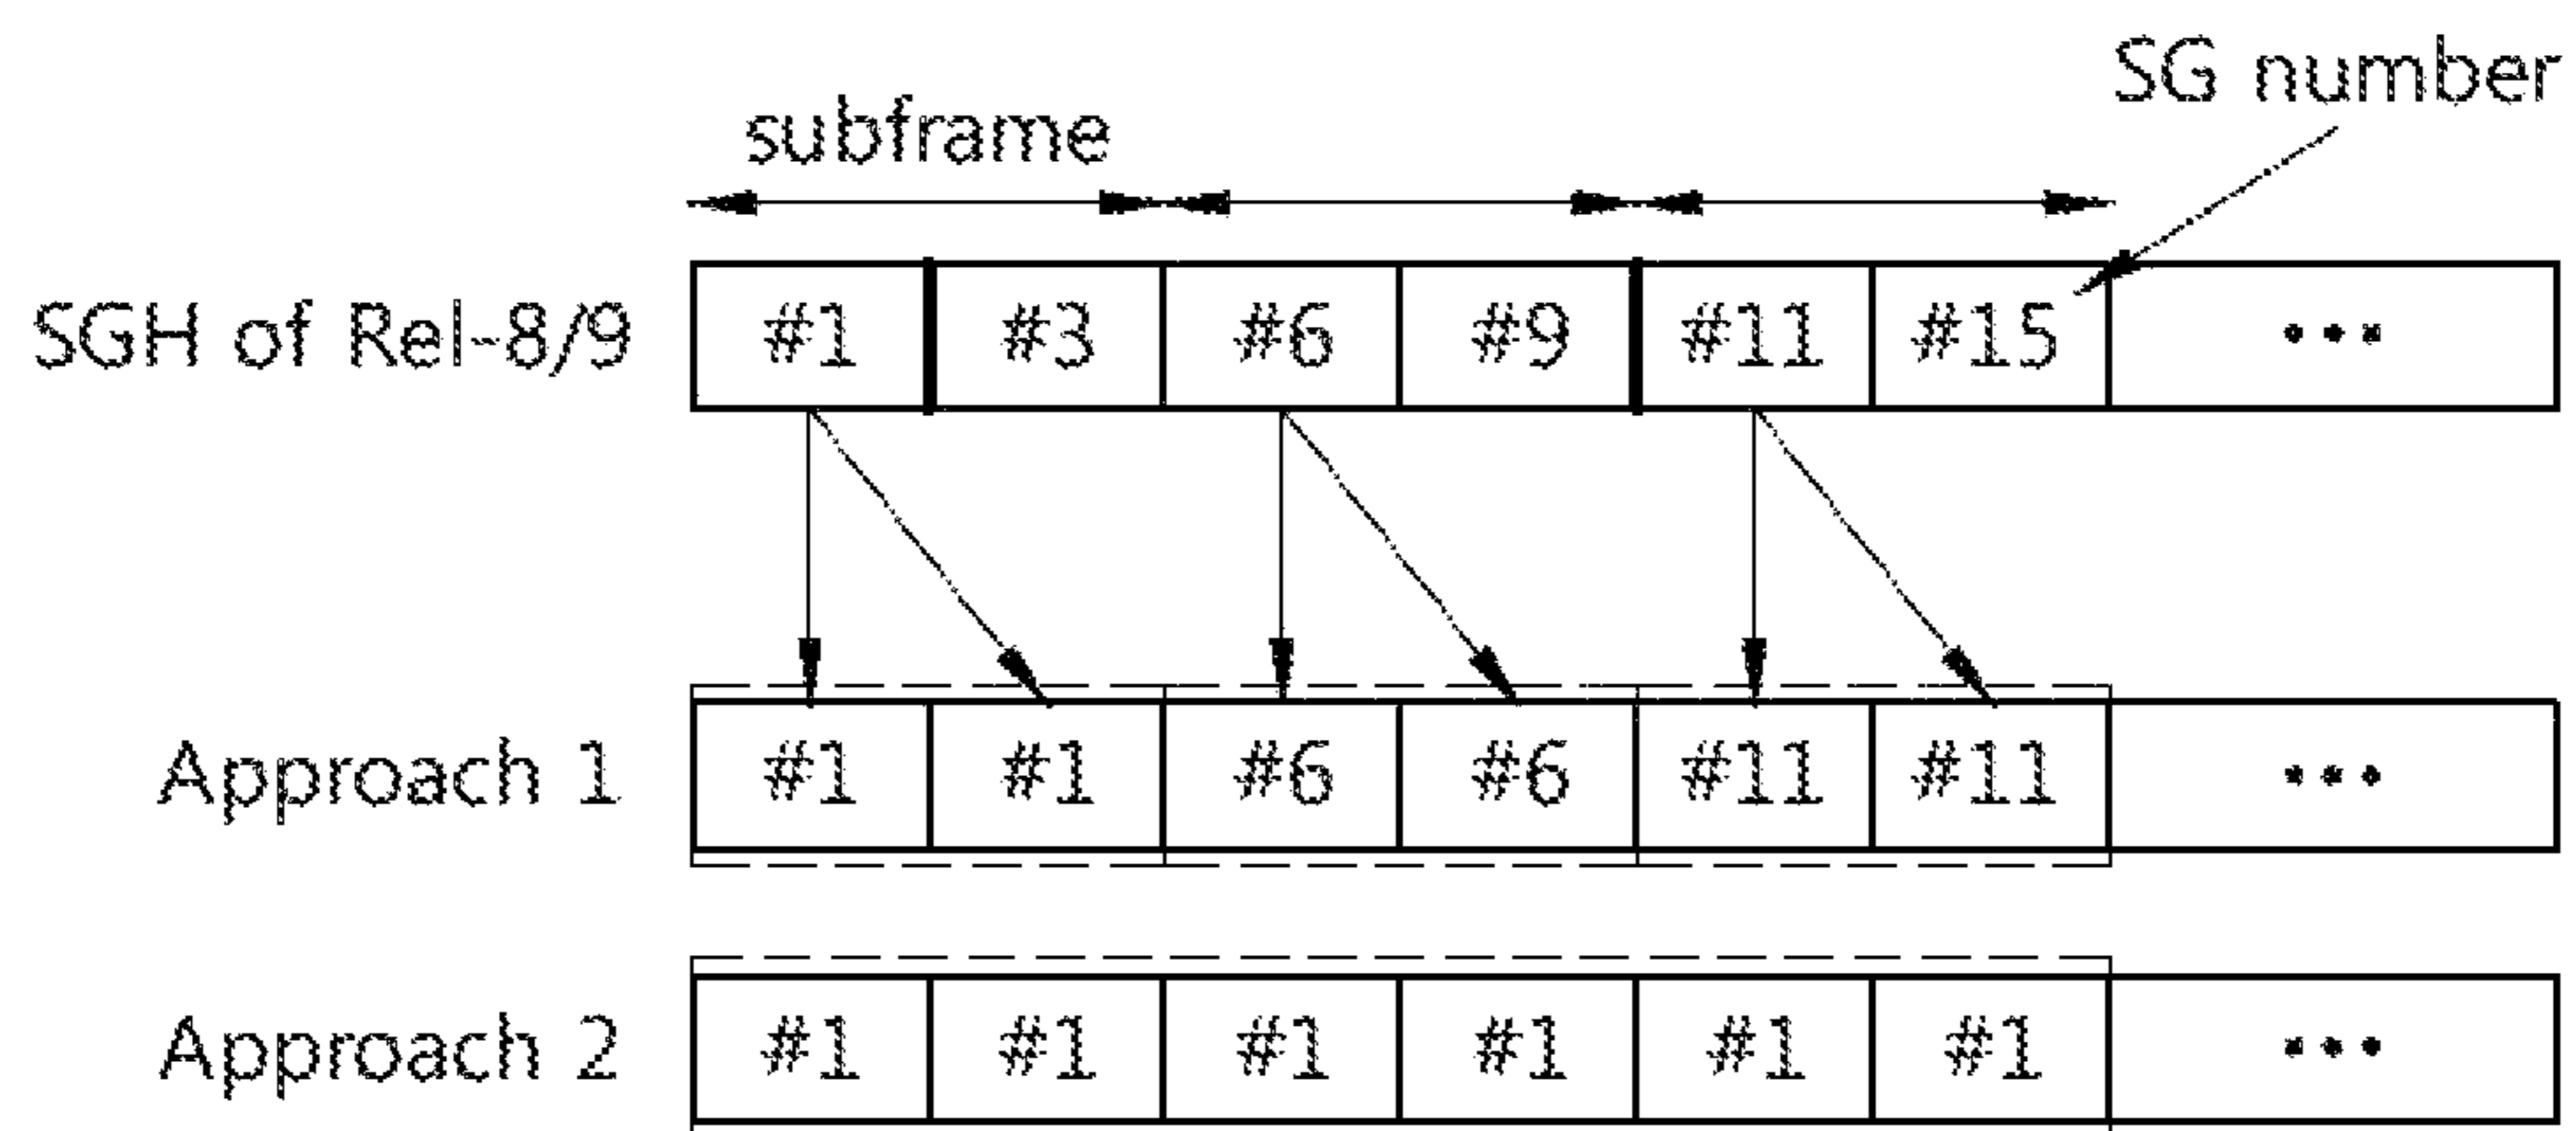 SG number
subframe
SGH of Rel-8/9 #1 #3 #6 #9 #11 #15 ...
Approach 1 #1 #1 #6 #6 #11 #11 ...
Approach 2 #1 #1 #1 #1 #1 #1 ...